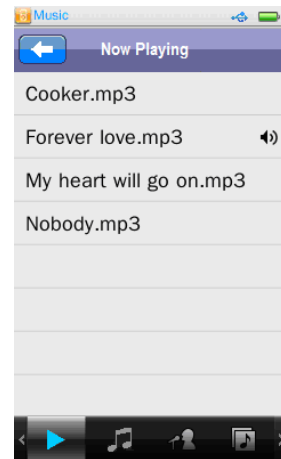 Music
Now Playing
Cooker.mp3
Forever love.mp3
My heart will go on.mp3
Nobody.mp3